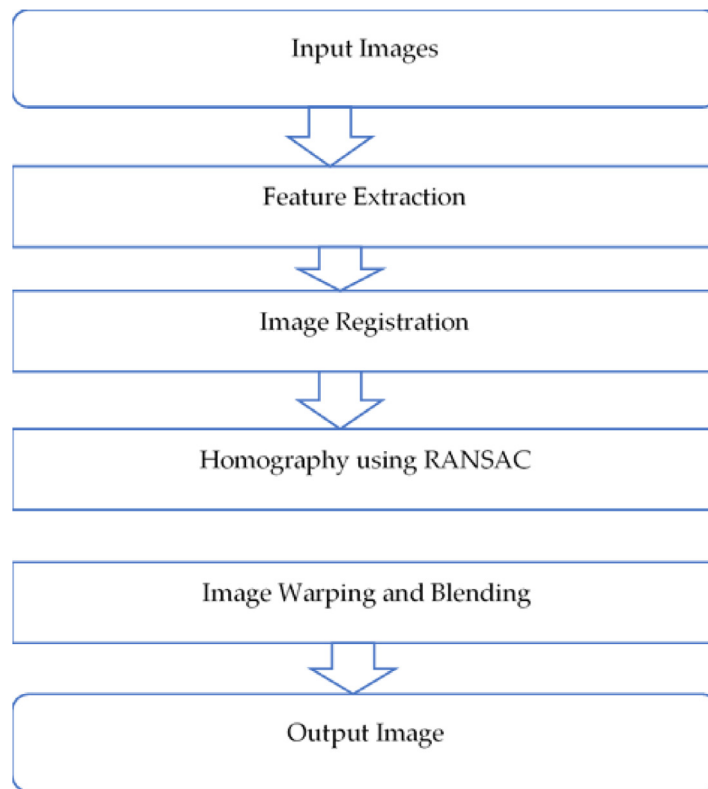 Input Images
Feature Extraction
Image Registration
Homography using RANSAC
Image Warping and Blending
Output Image